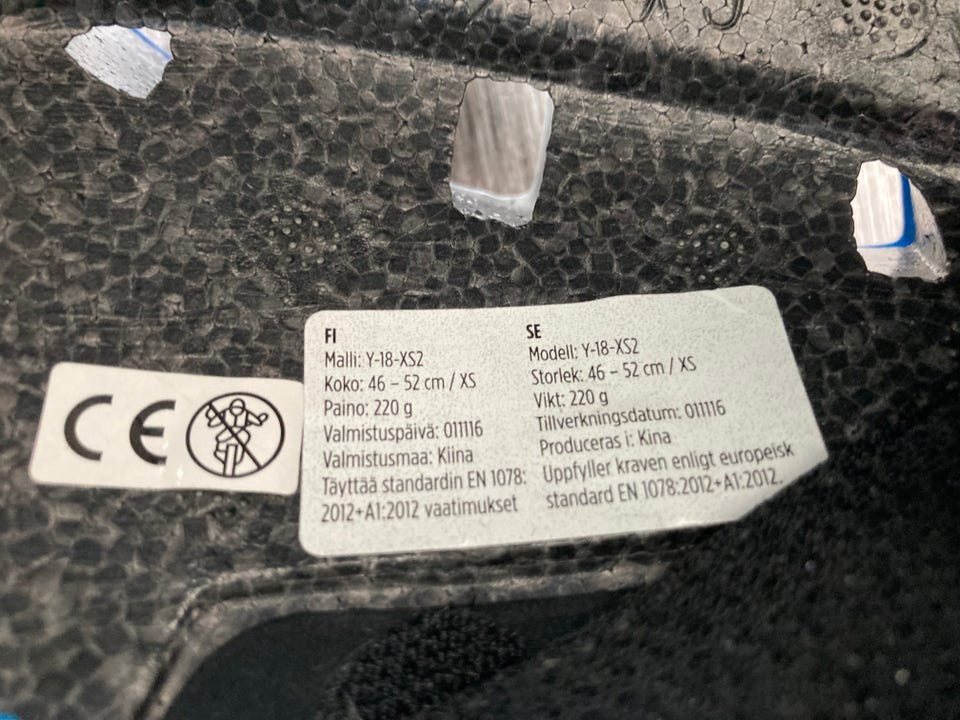 CE
FI
Malli: Y-18-XS2
Koko: 46 – 52 cm / XS
Paino: 220 g
Valmistuspäivä: 011116
Valmistusmaa: Kiina
Täyttää standardin EN 1078:
2012+A1:2012 vaatimukset
SE
Modell: Y-18-XS2
Storlek: 46 – 52 cm / XS
Vikt: 220 g
Tillverkningsdatum: 011116
Produceras i: Kina
Uppfyller kraven enligt europeisk
standard EN 1078:2012+A1:2012.